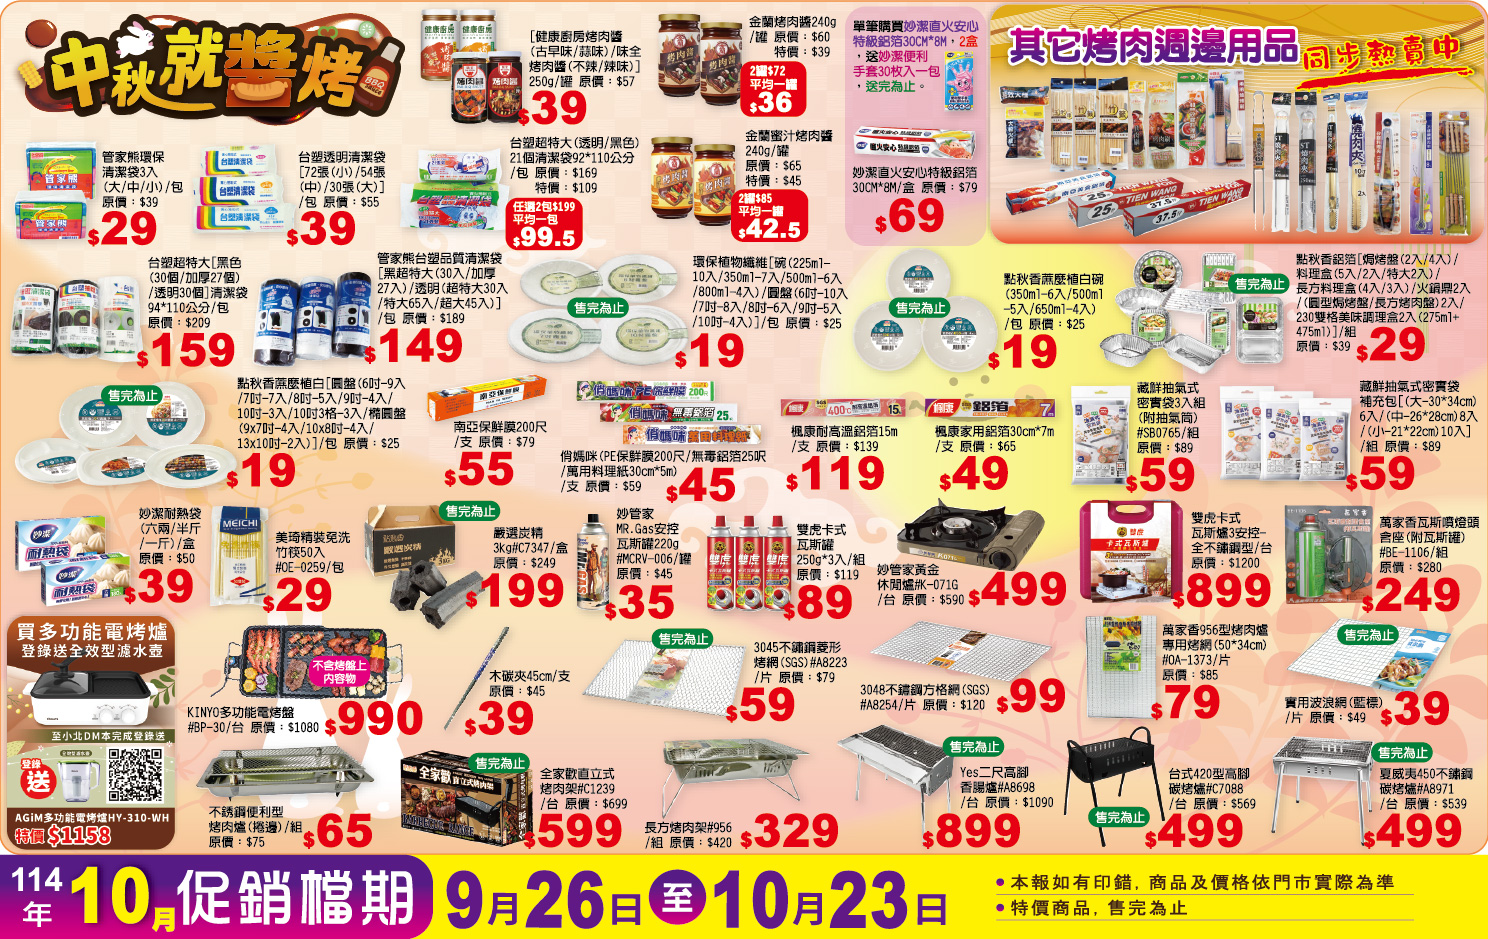 中秋就醬烤
BBQ SAUCE
[健康廚房烤肉醬
(古早味/蒜味)/味全
烤肉醬(不辣/辣味)]
250g/罐 原價：$57
$39
金蘭烤肉醬240g
/罐 原價：$60
特價：$39
2罐$72
平均一罐
$36
單筆購買妙潔直火安心
特級鋁箔30CM*8M，2盒
，送妙潔便利
手套30枚入一包
，送完為止。
妙潔直火安心特級鋁箔
30CM*8M/盒 原價：$79
$69
其它烤肉週邊用品
同步熱賣中
管家熊環保
清潔袋3入
(大/中/小)/包
原價：$39
$29
台塑透明清潔袋
[72張(小)/54張
(中)/30張(大)]
/包 原價：$55
$39
台塑超特大(透明/黑色)
21個清潔袋92*110公分
/包 原價：$169
特價：$109
任選2包$199
平均一包
$99.5
金蘭蜜汁烤肉醬
240g/罐
原價：$65
特價：$45
2罐$85
平均一罐
$42.5
台塑超特大[黑色
(30個/加厚27個)
/透明30個]清潔袋
94*110公分/包
原價：$209
$159
管家熊台塑品質清潔袋
[黑超特大(30入/加厚
27入)/透明(超特大30入
/特大65入/超大45入)]
/包 原價：$189
$149
售完為止
環保植物纖維[碗(225ml-
10入/350ml-7入/500ml-6入
/800ml-4入)/圓盤(6吋-10入
/7吋-8入/8吋-6入/9吋-5入
/10吋-4入)]/包 原價：$25
$19
售完為止
點秋香蔗麼植白碗
(350ml-6入/500ml
-5入/650ml-4入)
/包 原價：$25
$19
售完為止
點秋香鋁箔[焗烤盤(2入/4入)/
料理盒(5入/2入/特大2入)/
長方料理盒(4入/3入)/火鍋鼎2入
/(圓型焗烤盤/長方烤肉盤)2入/
230雙格美味調理盒2入(275ml+
475ml)]/組
原價：$39
$29
售完為止
點秋香蔗麼植白[圓盤(6吋-9入
/7吋-7入/8吋-5入/9吋-4入/
10吋-3入/10吋3格-3入/橢圓盤
(9x7吋-4入/10x8吋-4入/
13x10吋-2入)]/包 原價：$25
$19
南亞保鮮膜
南亞保鮮膜200尺
/支 原價：$79
$55
俏媽咪 PE保鮮膜 200尺
俏媽咪 無毒鋁箔 25呎
俏媽咪 萬用料理紙
俏媽咪(PE保鮮膜200尺/無毒鋁箔25呎
/萬用料理紙30cm*5m)
/支 原價：$59
$45
楓康耐高溫鋁箔15m
/支 原價：$139
$119
楓康家用鋁箔30cm*7m
/支 原價：$65
$49
藏鮮抽氣式
密實袋3入組
(附抽氣筒)
#SB0765/組
原價：$89
$59
藏鮮抽氣式密實袋
補充包[(大-30*34cm)
6入/(中-26*28cm)8入
/(小-21*22cm)10入]
/組 原價：$89
$59
妙潔耐熱袋
(六兩/半斤
/一斤)/盒
原價：$50
$39
MEICHI
美琦精裝免洗
竹筷50入
#OE-0259/包
$29
售完為止
嚴選炭精
3kg#C7347/盒
原價：$249
$199
妙管家
MR.Gas安控
瓦斯罐220g
#MCRV-006/罐
原價：$45
$35
雙虎卡式
瓦斯罐
250g*3入/組
原價：$119
$89
妙管家黃金
休閒爐#K-071G
/台 原價：$590
$499
卡式瓦斯爐
雙虎卡式
瓦斯爐3安控-
全不鏽鋼型/台
原價：$1200
$899
萬家香瓦斯噴燈頭
含座(附瓦斯罐)
#BE-1106/組
原價：$280
$249
買多功能電烤爐
登錄送全效型濾水壺
至小北DM本完成登錄送
登錄
送
AGiM多功能電烤爐HY-310-WH
特價$1158
不含烤盤上
內容物
KINYO多功能電烤盤
#BP-30/台 原價：$1080
$990
木碳夾45cm/支
原價：$45
$39
售完為止
3045不鏽鋼菱形
烤網(SGS)#A8223
/片 原價：$79
$59
3048不鏽鋼方格網(SGS)
#A8254/片 原價：$120
$99
萬家香956型烤肉爐
專用烤網(50*34cm)
#OA-1373/片
原價：$85
$79
售完為止
實用波浪網(藍標)
/片 原價：$49
$39
不銹鋼便利型
烤肉爐(捲邊)/組
原價：$75
$65
售完為止
全家歡直立式
烤肉架#C1239
/台 原價：$699
$599
長方烤肉架#956
/組 原價：$420
$329
售完為止
Yes二尺高腳
香腸爐#A8698
/台 原價：$1090
$899
售完為止
台式420型高腳
碳烤爐#C7088
/台 原價：$569
$499
售完為止
夏威夷450不鏽鋼
碳烤爐#A8971
/台 原價：$539
$499
114年
10月促銷檔期
9月26日至10月23日
•本報如有印錯, 商品及價格依門市實際為準
•特價商品, 售完為止